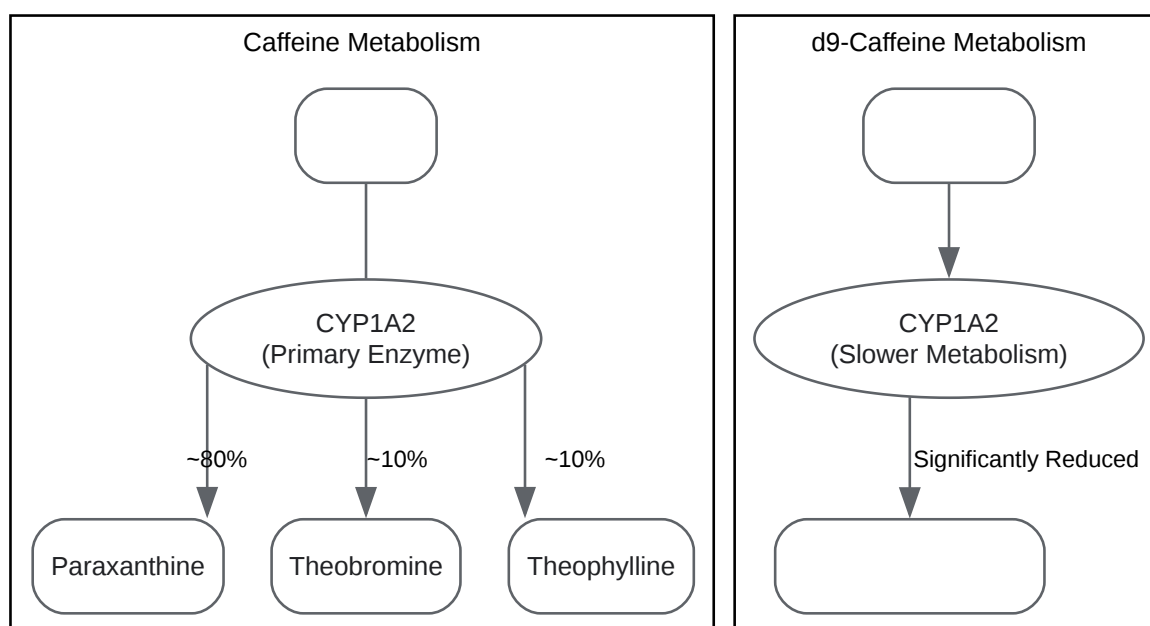 Caffeine Metabolism
CYP1A2
(Primary Enzyme)
~80%
~10%
~10%
Paraxanthine
Theobromine
Theophylline
d9-Caffeine Metabolism
CYP1A2
(Slower Metabolism)
Significantly Reduced